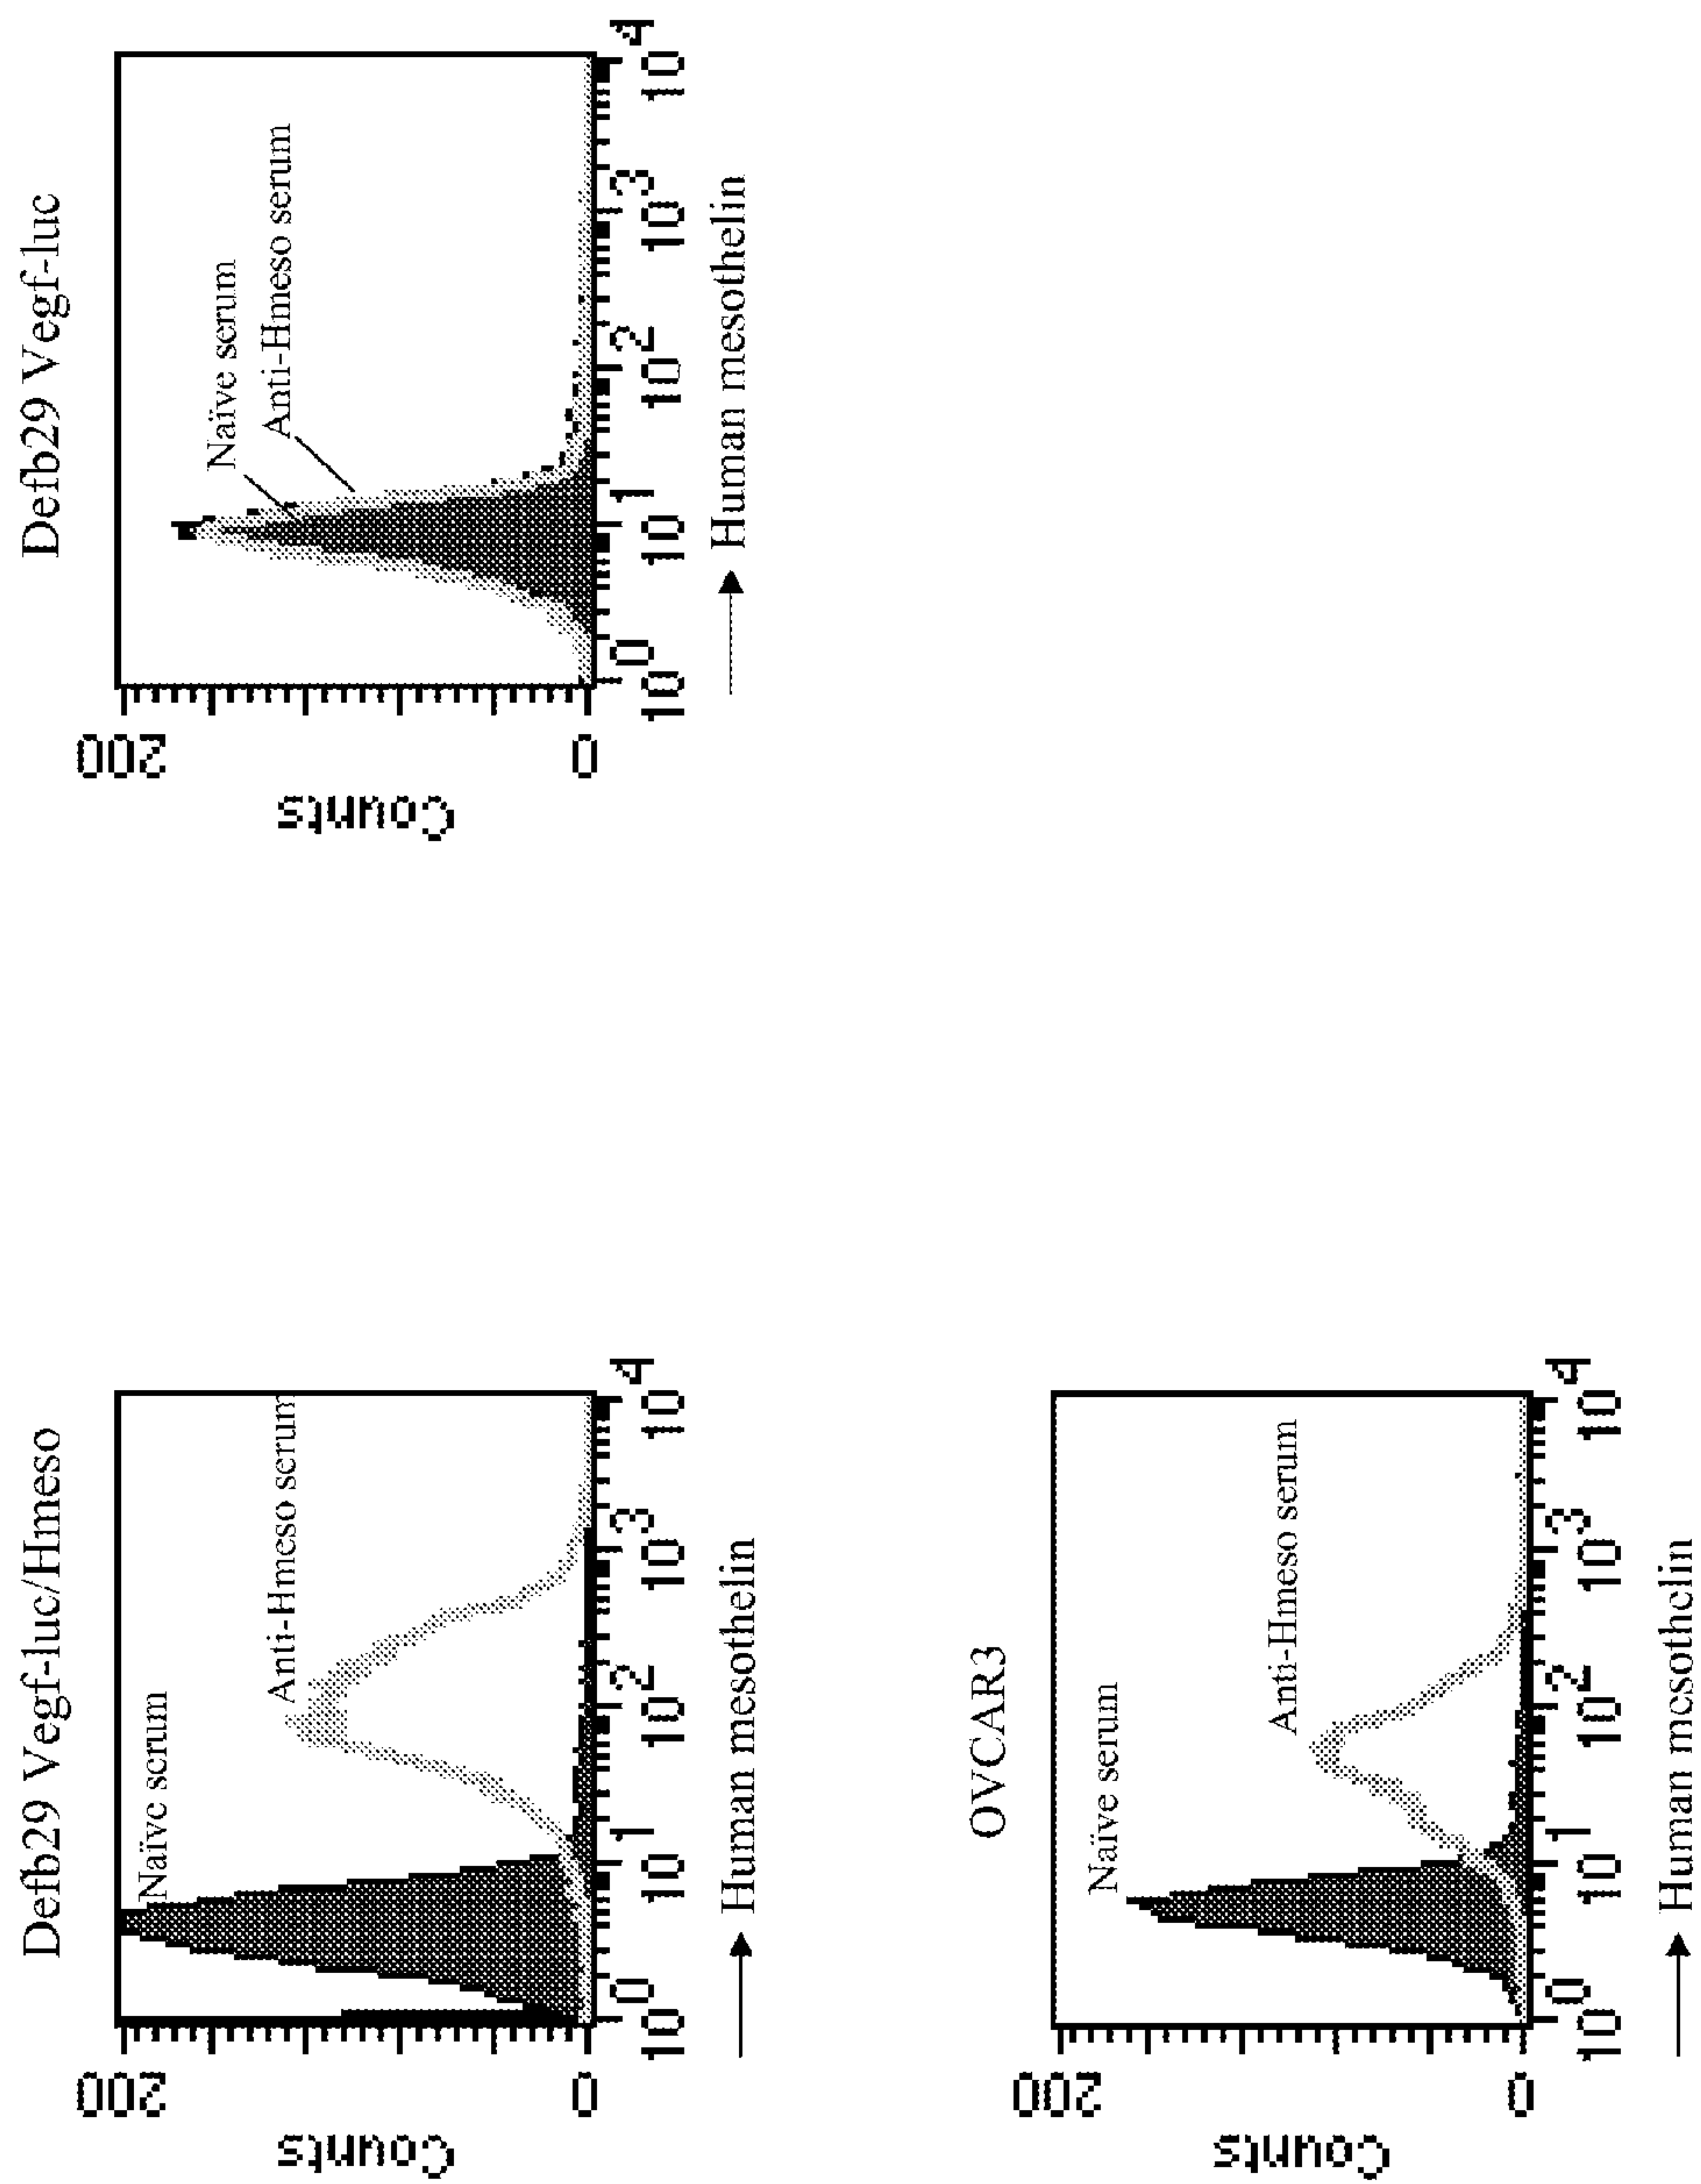 Defb29 Vegf-luc/Hmeso
200
Counts
0
Naïve serum
Anti-Hmeso serum
10^0 10^1 10^2 10^3 10^4
Human mesothelin
Defb29 Vegf-luc
200
Counts
0
Naïve serum
Anti-Hmeso serum
10^0 10^1 10^2 10^3 10^4
Human mesothelin
OVCAR3
200
Counts
0
Naïve serum
Anti-Hmeso serum
10^0 10^1 10^2 10^3 10^4
Human mesothelin